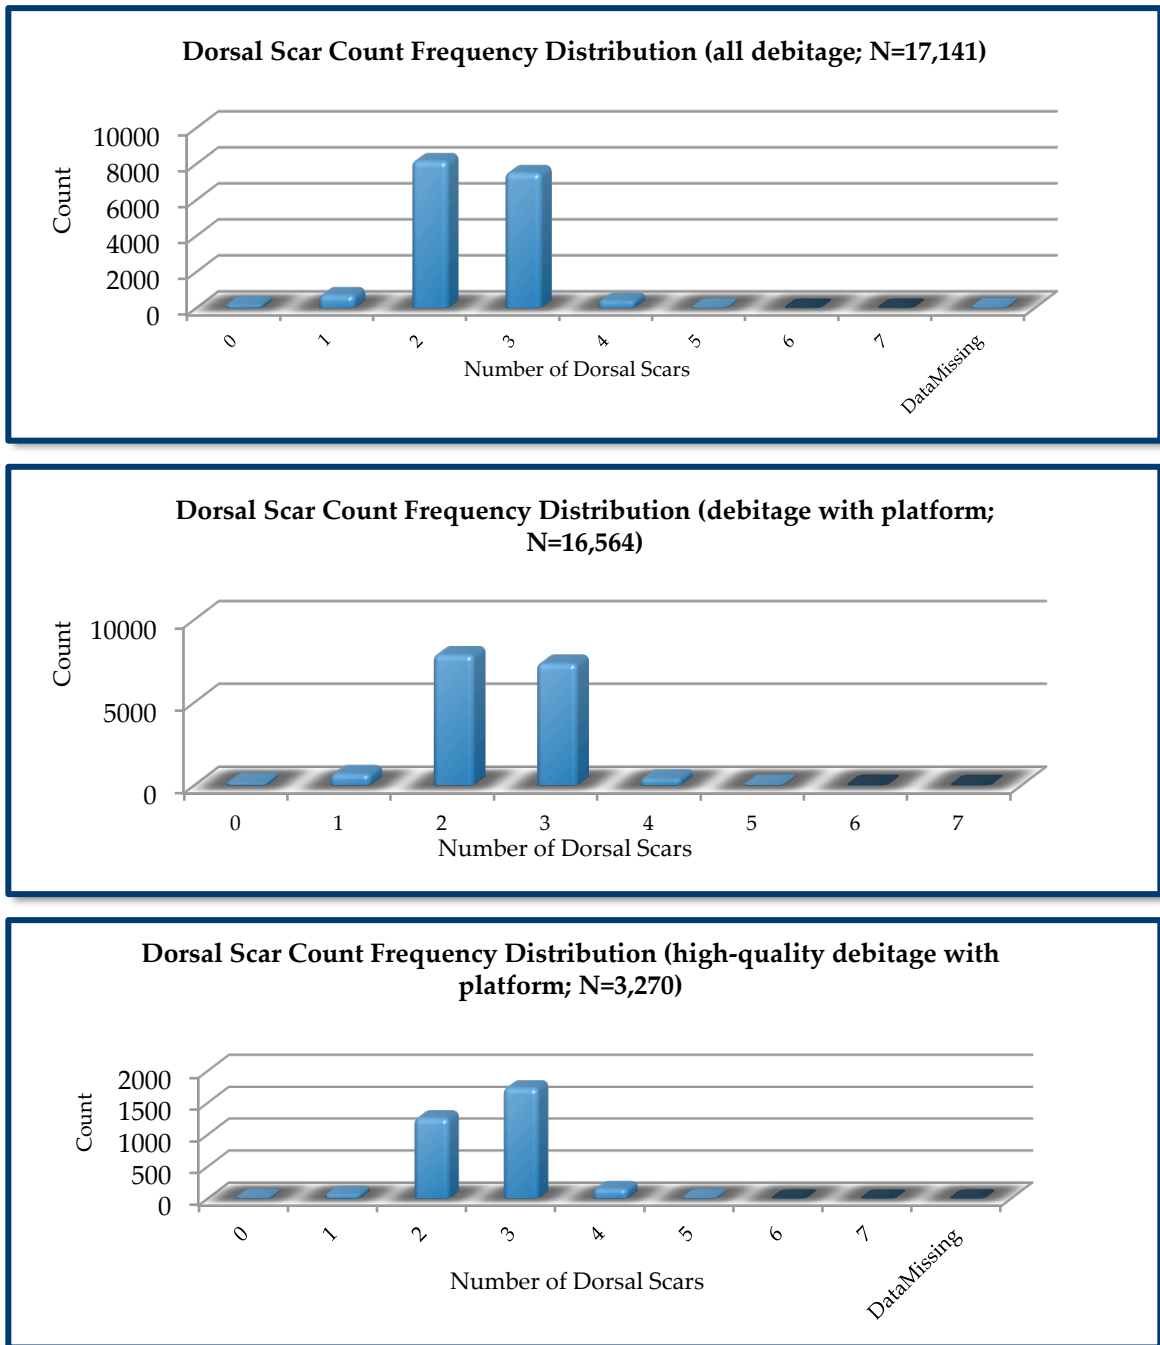 Dorsal Scar Count Frequency Distribution (all debitage; N=17,141)
Count
10000
8000
6000
4000
2000
0
0 1 2 3 4 5 6 7 DataMissing
Number of Dorsal Scars
Dorsal Scar Count Frequency Distribution (debitage with platform;
N=16,564)
Count
10000
5000
0
0 1 2 3 4 5 6 7
Number of Dorsal Scars
Dorsal Scar Count Frequency Distribution (high-quality debitage with
platform; N=3,270)
Count
2000
1500
1000
500
0
0 1 2 3 4 5 6 7 DataMissing
Number of Dorsal Scars